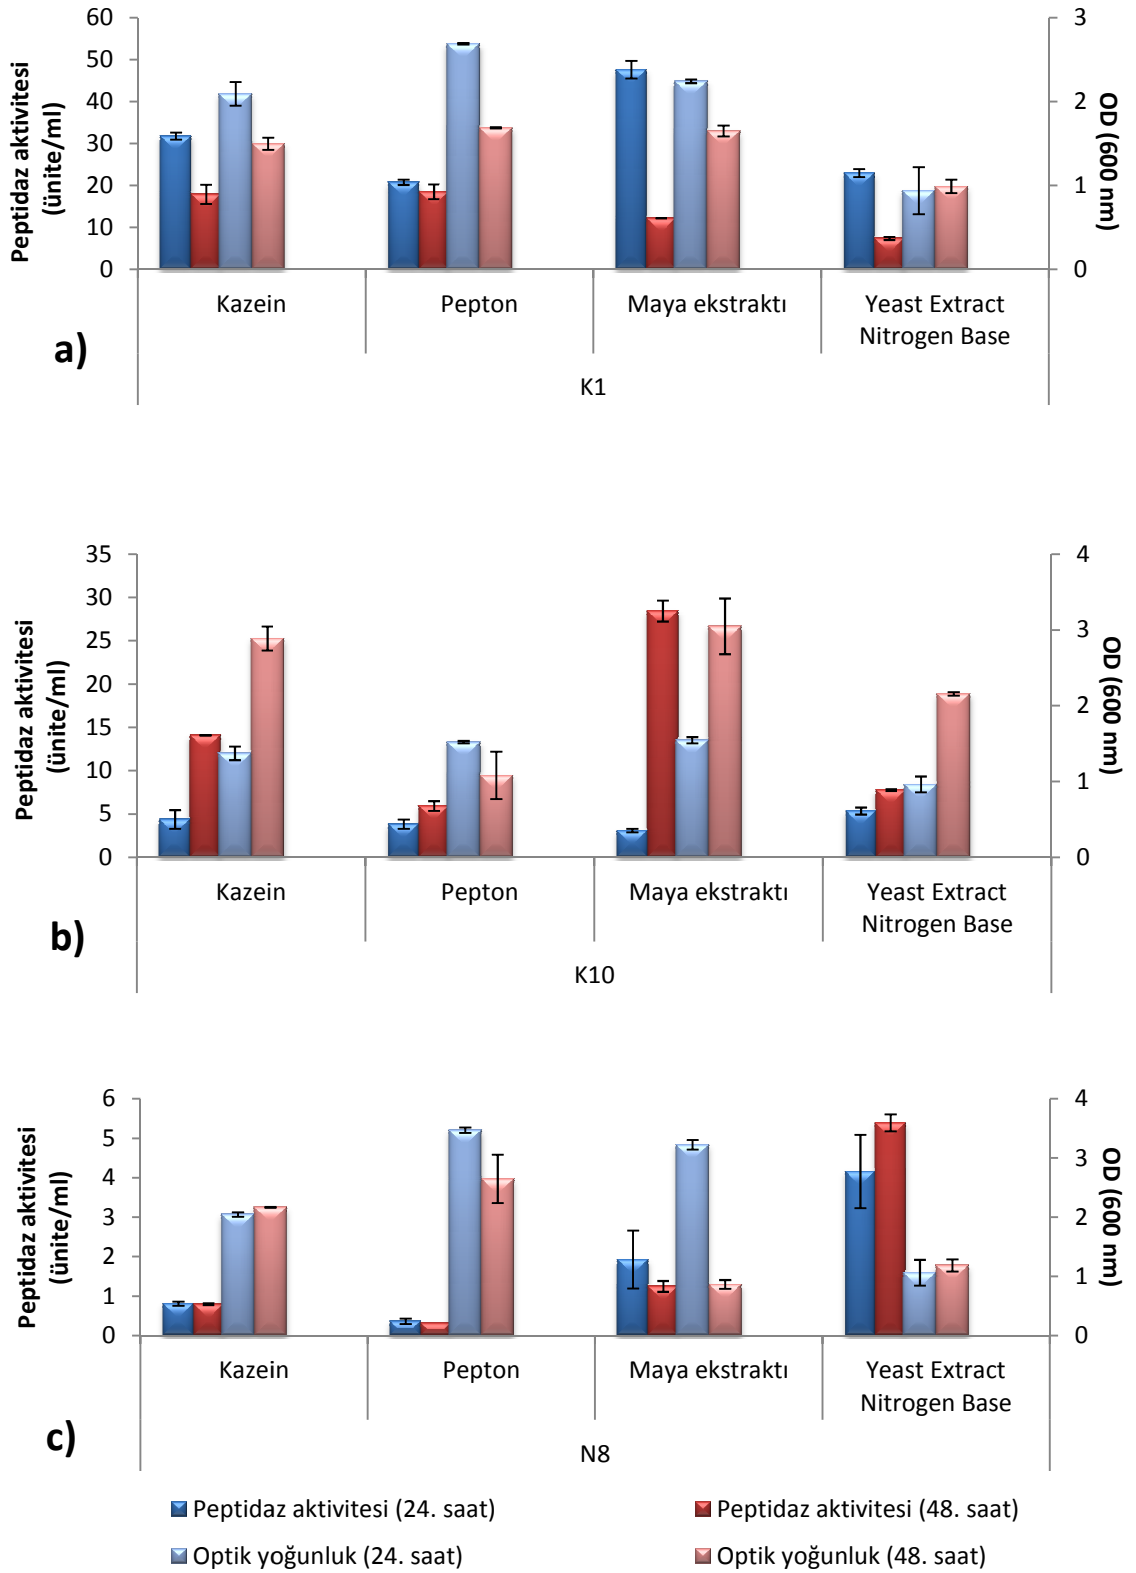 60
50
40
30
20
10
0
Peptidaz aktivitesi
(ünite/ml)
3
2
1
0
OD (600 nm)
Kazein
Pepton
Maya ekstraktı
Yeast Extract
Nitrogen Base
a)
K1
35
30
25
20
15
10
5
0
Peptidaz aktivitesi
(ünite/ml)
4
3
2
1
0
OD (600 nm)
Kazein
Pepton
Maya ekstraktı
Yeast Extract
Nitrogen Base
b)
K10
6
5
4
3
2
1
0
Peptidaz aktivitesi
(ünite/ml)
4
3
2
1
0
OD (600 nm)
Kazein
Pepton
Maya ekstraktı
Yeast Extract
Nitrogen Base
c)
N8
Peptidaz aktivitesi (24. saat)
Peptidaz aktivitesi (48. saat)
Optik yoğunluk (24. saat)
Optik yoğunluk (48. saat)